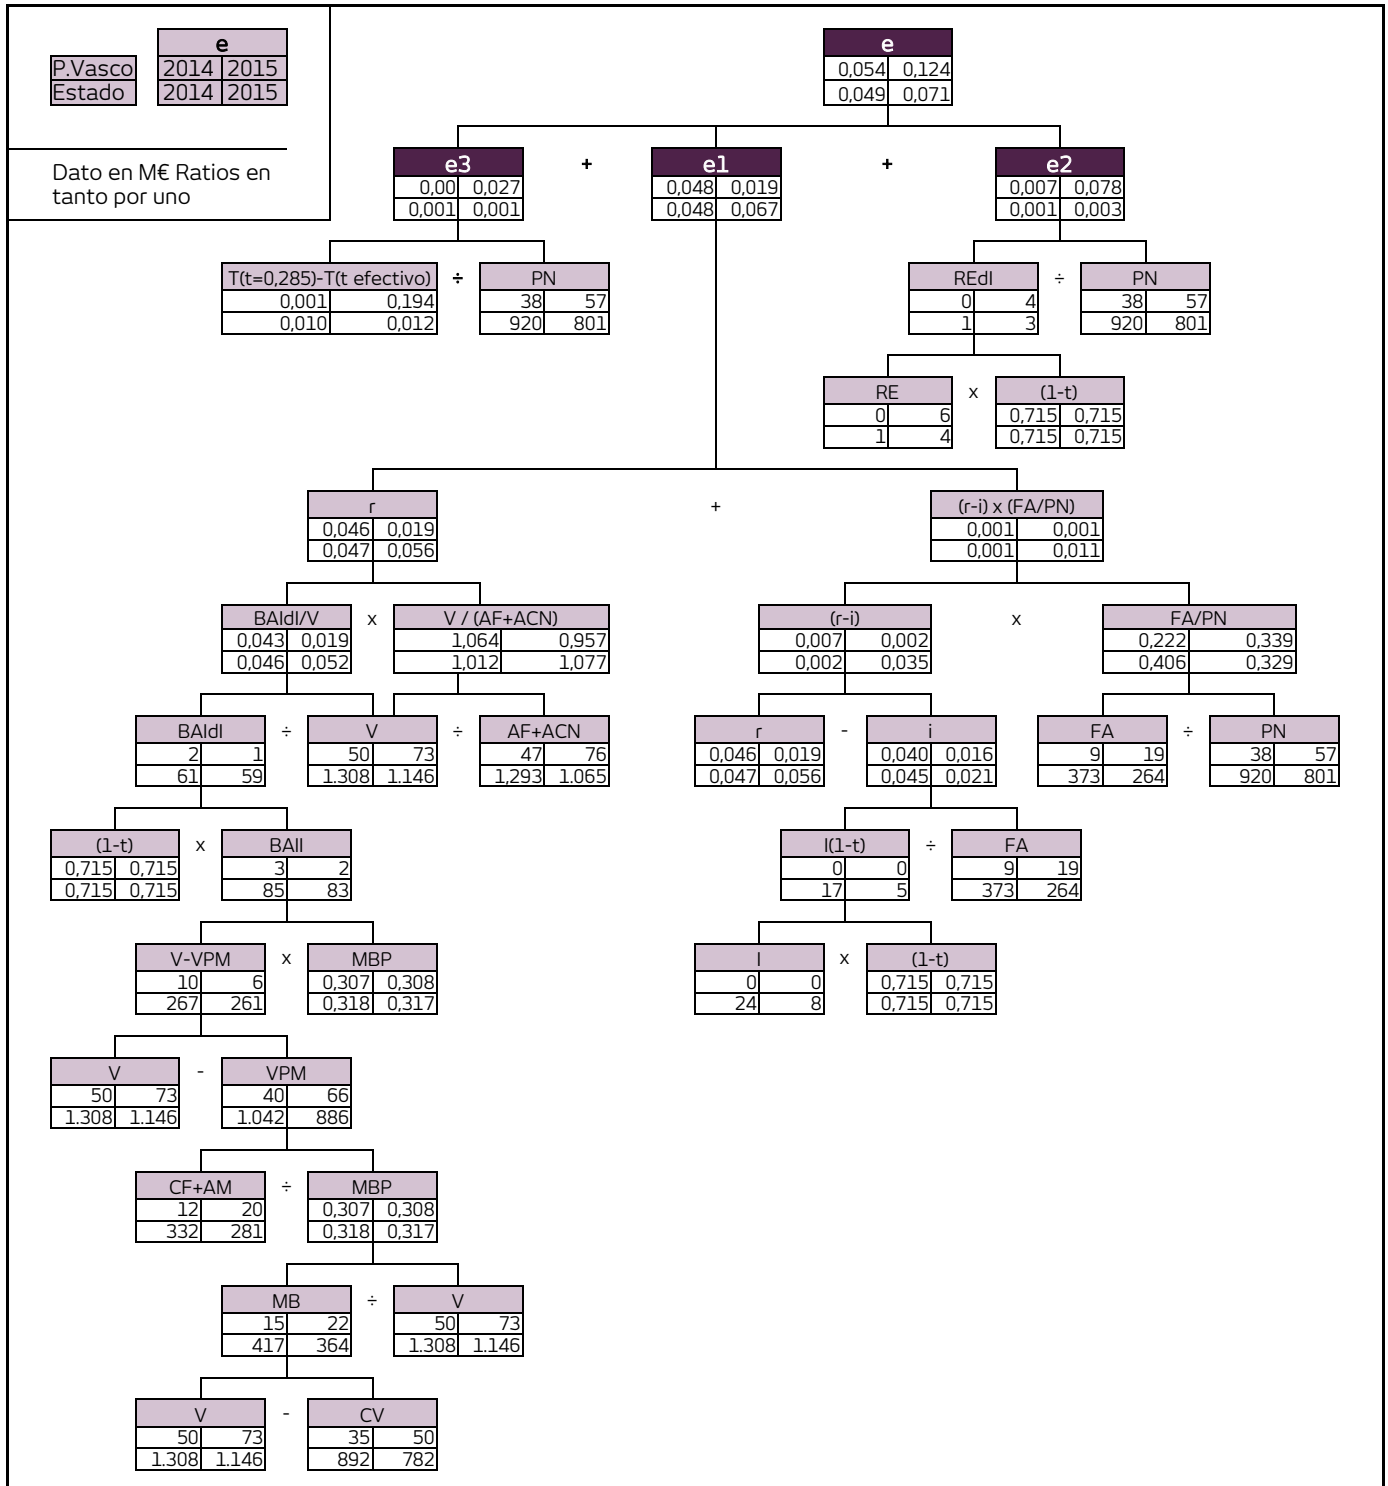 e
P.Vasco 2014 2015
Estado 2014 2015
Dato en M€ Ratios en
tanto por uno
e
0,054 0,124
0,049 0,071
e3 + e1 + e2
0,00 0,027 0,048 0,019 0,007 0,078
0,001 0,001 0,048 0,067 0,001 0,003
T(t=0,285)-T(t efectivo) ÷ PN REdI ÷ PN
0,001 0,194 38 57 0 4 38 57
0,010 0,012 920 801 1 3 920 801
RE x (1-t)
0 6 0,715 0,715
1 4 0,715 0,715
r + (r-i) x (FA/PN)
0,046 0,019 0,001 0,001
0,047 0,056 0,001 0,011
BAIdI/V x V / (AF+ACN) (r-i) x FA/PN
0,043 0,019 1,064 0,957 0,007 0,002 0,222 0,339
0,046 0,052 1,012 1,077 0,002 0,035 0,406 0,329
BAIdI ÷ V ÷ AF+ACN r - i FA ÷ PN
2 1 50 73 47 76 0,046 0,019 0,040 0,016 9 19 38 57
61 59 1.308 1.146 1,293 1.065 0,047 0,056 0,045 0,021 373 264 920 801
(1-t) x BAII I(1-t) ÷ FA
0,715 0,715 3 2 0 0 9 19
0,715 0,715 85 83 17 5 373 264
V-VPM x MBP I x (1-t)
10 6 0,307 0,308 0 0 0,715 0,715
267 261 0,318 0,317 24 8 0,715 0,715
V - VPM
50 73 40 66
1.308 1.146 1.042 886
CF+AM ÷ MBP
12 20 0,307 0,308
332 281 0,318 0,317
MB ÷ V
15 22 50 73
417 364 1.308 1.146
V - CV
50 73 35 50
1.308 1.146 892 782